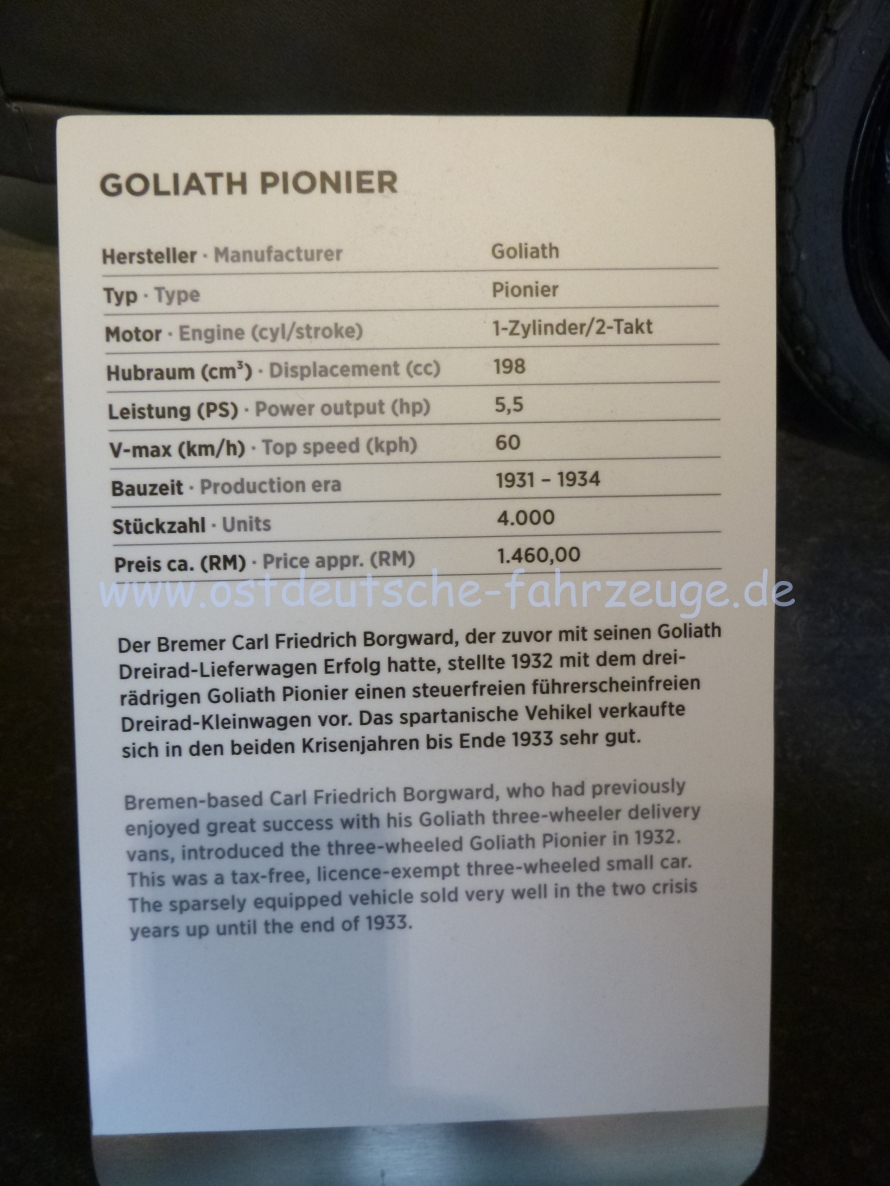 GOLIATH PIONIER
Hersteller · Manufacturer Goliath
Typ · Type Pionier
Motor · Engine (cyl/stroke) 1-Zylinder/2-Takt
Hubraum (cm³) · Displacement (cc) 198
Leistung (PS) · Power output (hp) 5,5
V-max (km/h) · Top speed (kph) 60
Bauzeit · Production era 1931 – 1934
Stückzahl · Units 4.000
Preis ca. (RM) · Price appr. (RM) 1.460,00
www.ostdeutsche-fahrzeuge.de
Der Bremer Carl Friedrich Borgward, der zuvor mit seinen Goliath
Dreirad-Lieferwagen Erfolg hatte, stellte 1932 mit dem drei-
rädrigen Goliath Pionier einen steuerfreien führerscheinfreien
Dreirad-Kleinwagen vor. Das spartanische Vehikel verkaufte
sich in den beiden Krisenjahren bis Ende 1933 sehr gut.
Bremen-based Carl Friedrich Borgward, who had previously
enjoyed great success with his Goliath three-wheeler delivery
vans, introduced the three-wheeled Goliath Pionier in 1932.
This was a tax-free, licence-exempt three-wheeled small car.
The sparsely equipped vehicle sold very well in the two crisis
years up until the end of 1933.